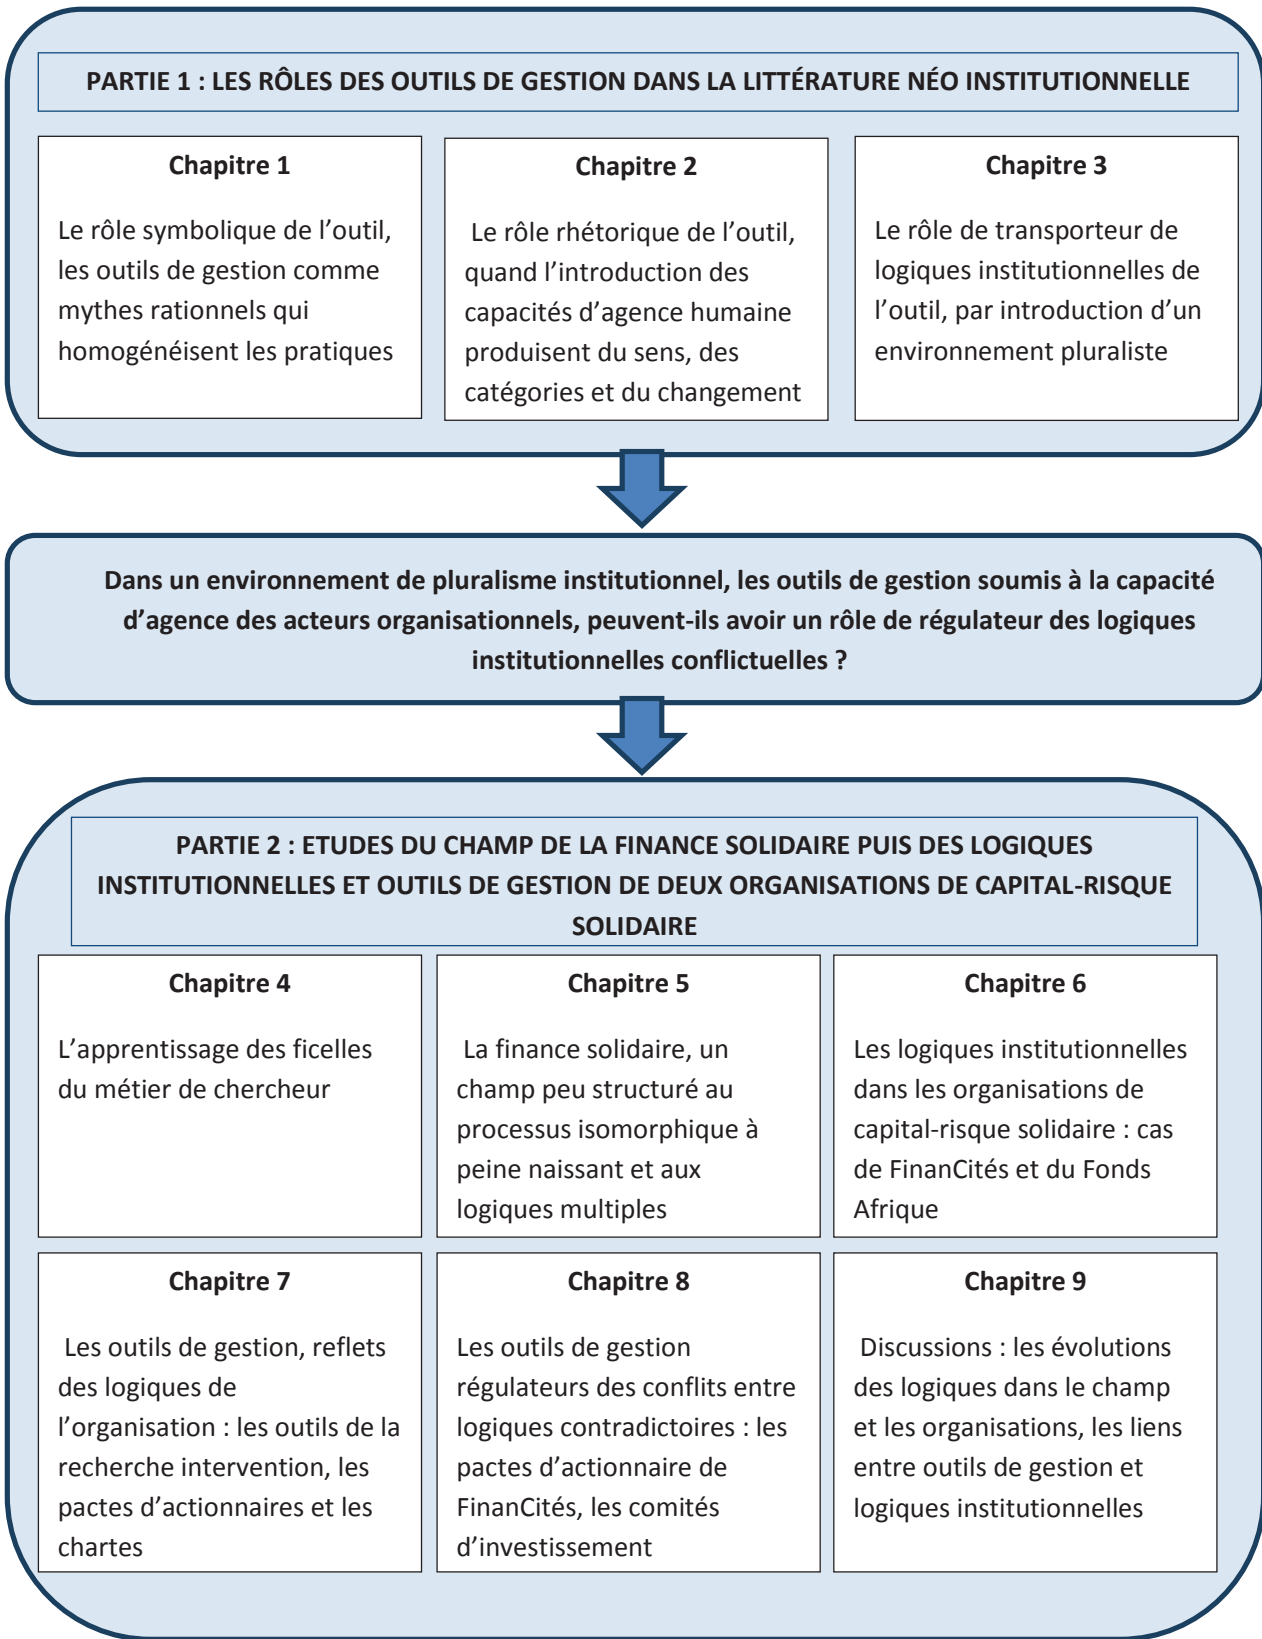 PARTIE 1 : LES RÔLES DES OUTILS DE GESTION DANS LA LITTÉRATURE NÉO INSTITUTIONNELLE
Chapitre 1
Le rôle symbolique de l’outil,
les outils de gestion comme
mythes rationnels qui
homogénéisent les pratiques
Chapitre 2
Le rôle rhétorique de l’outil,
quand l’introduction des
capacités d’agence humaine
produisent du sens, des
catégories et du changement
Chapitre 3
Le rôle de transporteur de
logiques institutionnelles de
l’outil, par introduction d’un
environnement pluraliste
Dans un environnement de pluralisme institutionnel, les outils de gestion soumis à la capacité
d’agence des acteurs organisationnels, peuvent-ils avoir un rôle de régulateur des logiques
institutionnelles conflictuelles ?
PARTIE 2 : ETUDES DU CHAMP DE LA FINANCE SOLIDAIRE PUIS DES LOGIQUES
INSTITUTIONNELLES ET OUTILS DE GESTION DE DEUX ORGANISATIONS DE CAPITAL-RISQUE
SOLIDAIRE
Chapitre 4
L’apprentissage des ficelles
du métier de chercheur
Chapitre 5
La finance solidaire, un
champ peu structuré au
processus isomorphique à
peine naissant et aux
logiques multiples
Chapitre 6
Les logiques institutionnelles
dans les organisations de
capital-risque solidaire : cas
de FinanCités et du Fonds
Afrique
Chapitre 7
Les outils de gestion, reflets
des logiques de
l’organisation : les outils de la
recherche intervention, les
pactes d’actionnaires et les
chartes
Chapitre 8
Les outils de gestion
régulateurs des conflits entre
logiques contradictoires : les
pactes d’actionnaire de
FinanCités, les comités
d’investissement
Chapitre 9
Discussions : les évolutions
des logiques dans le champ
et les organisations, les liens
entre outils de gestion et
logiques institutionnelles